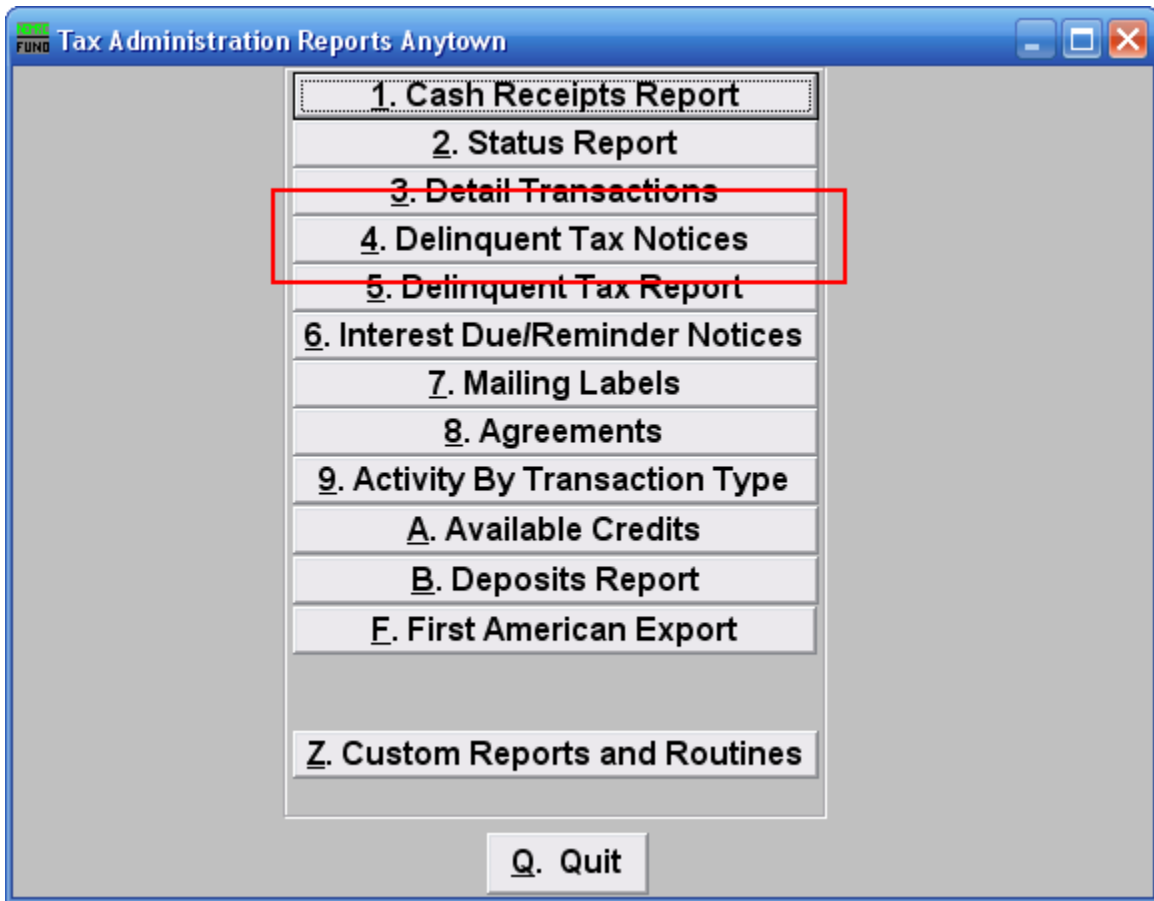 FUND Tax Administration Reports Anytown
1. Cash Receipts Report
2. Status Report
3. Detail Transactions
4. Delinquent Tax Notices
5. Delinquent Tax Report
6. Interest Due/Reminder Notices
7. Mailing Labels
8. Agreements
9. Activity By Transaction Type
A. Available Credits
B. Deposits Report
F. First American Export
Z. Custom Reports and Routines
Q. Quit